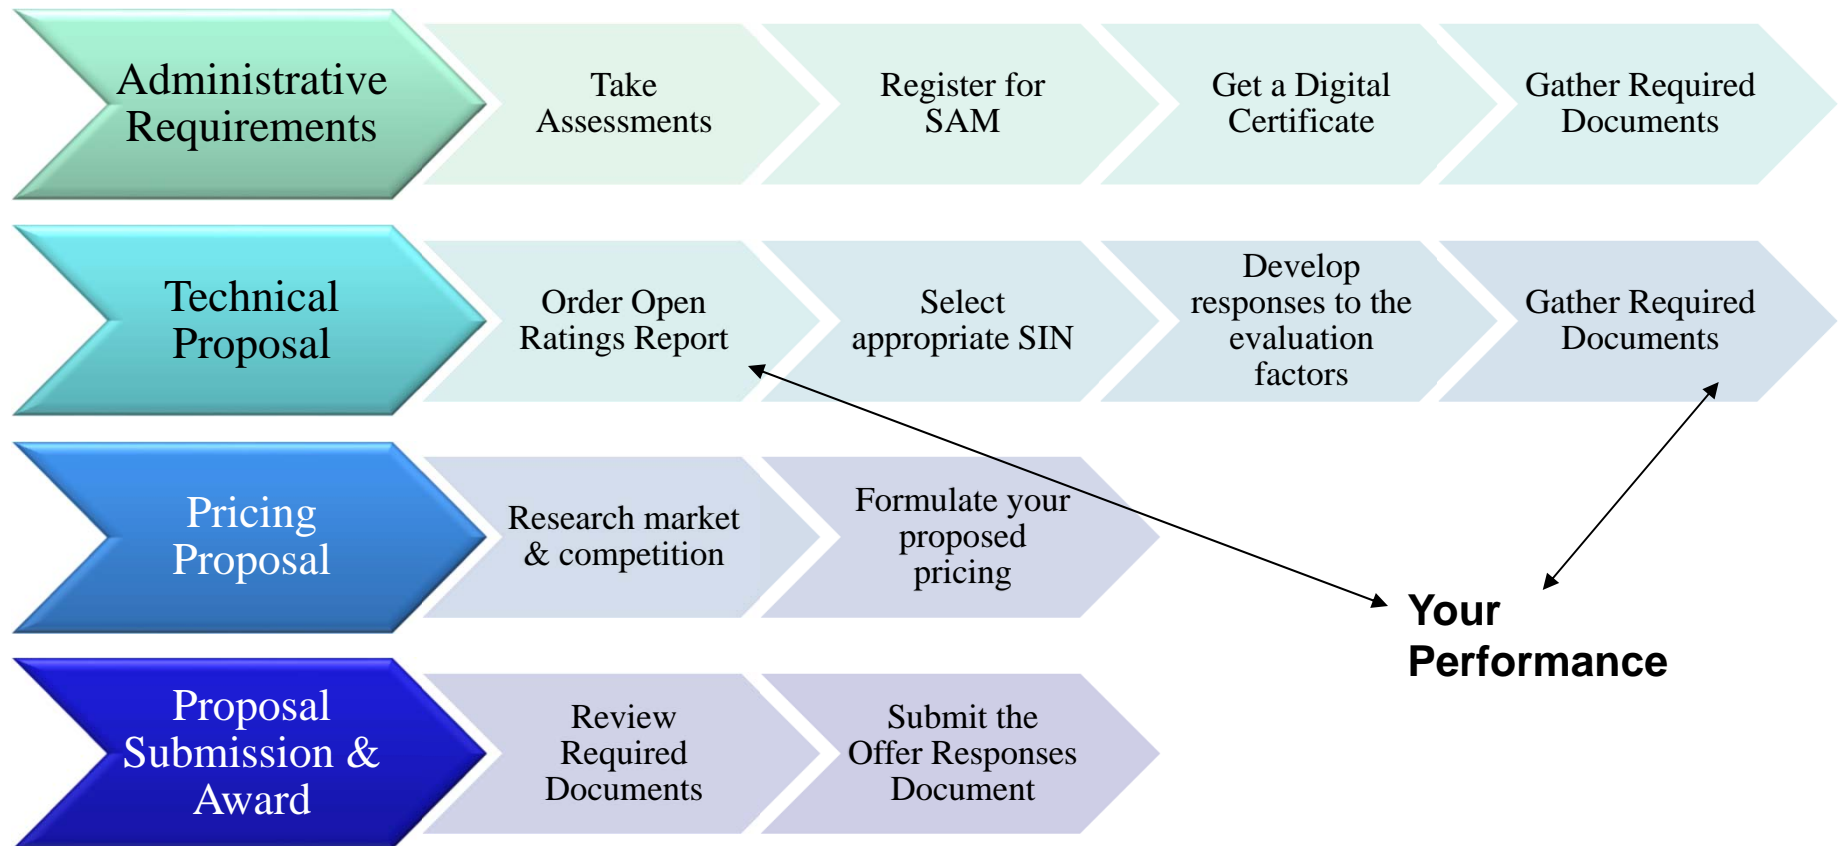 Administrative
Requirements
Take
Assessments
Register for
SAM
Get a Digital
Certificate
Gather Required
Documents
Technical
Proposal
Order Open
Ratings Report
Select
appropriate SIN
Develop
responses to the
evaluation
factors
Gather Required
Documents
Pricing
Proposal
Research market
& competition
Formulate your
proposed
pricing
Your
Performance
Proposal
Submission &
Award
Review
Required
Documents
Submit the
Offer Responses
Document